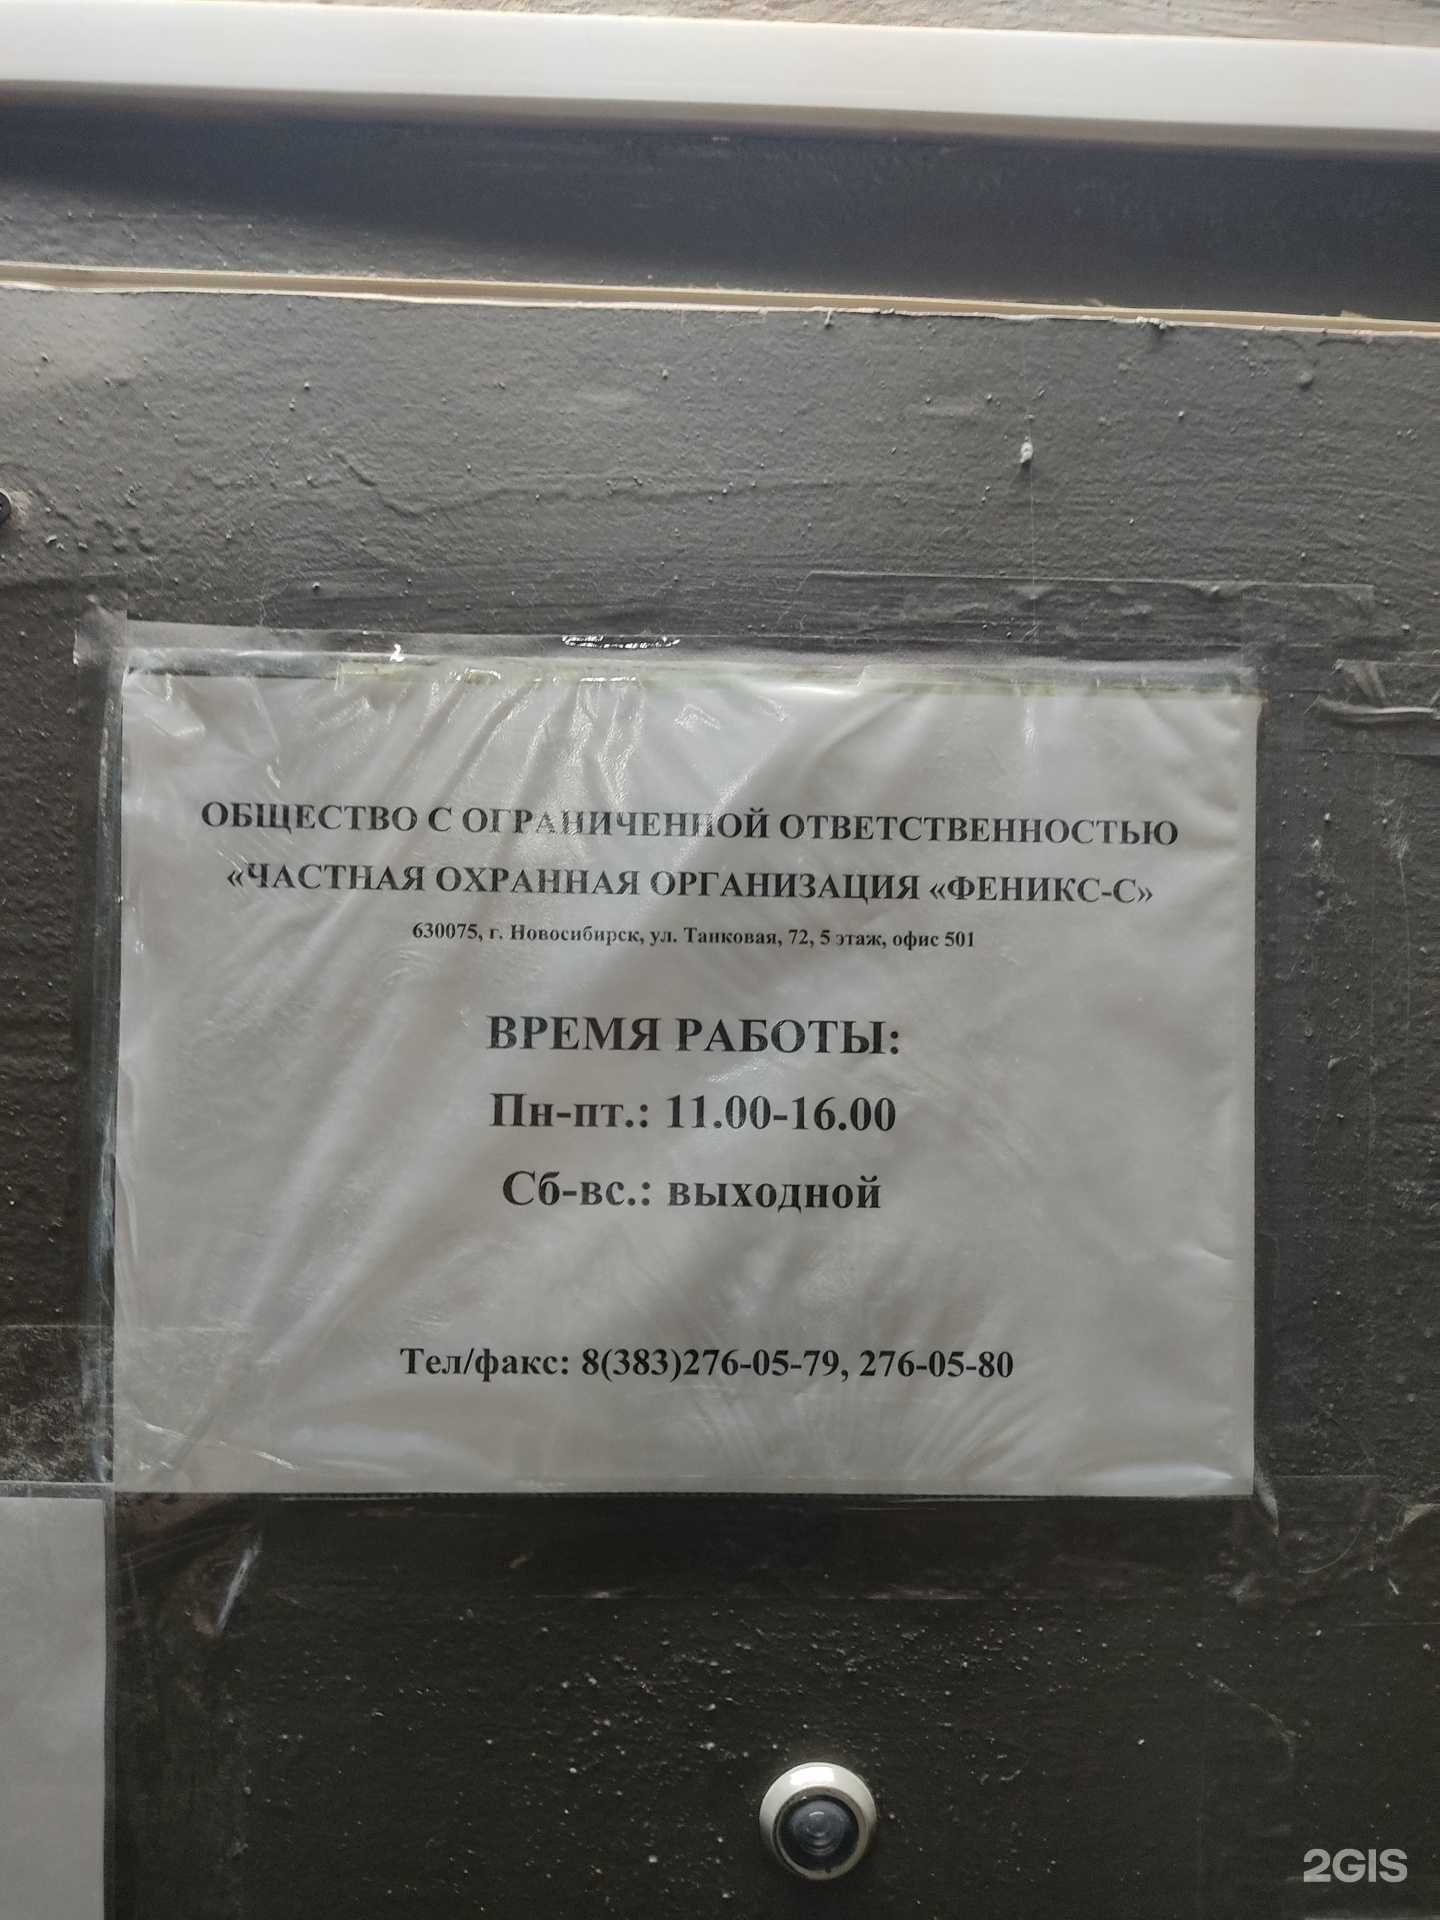 ОБЩЕСТВО С ОГРАНИЧЕННОЙ ОТВЕТСТВЕННОСТЬЮ
«ЧАСТНАЯ ОХРАННАЯ ОРГАНИЗАЦИЯ «ФЕНИКС-С»
630075, г. Новосибирск, ул. Танковая, 72, 5 этаж, офис 501
ВРЕМЯ РАБОТЫ:
Пн-пт.: 11.00-16.00
Сб-вс.: выходной
Тел/факс: 8(383)276-05-79, 276-05-80
2GIS